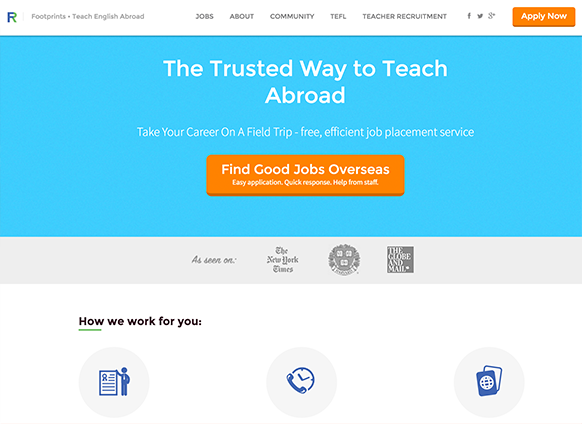 R Footprints • Teach English Abroad JOBS ABOUT COMMUNITY TEFL TEACHER RECRUITMENT Apply Now
The Trusted Way to Teach
Abroad
Take Your Career On A Field Trip - free, efficient job placement service
Find Good Jobs Overseas
Easy application. Quick response. Help from staff.
As seen on:
The
New York
Times
THE
GLOBE
AND
MAIL
How we work for you: